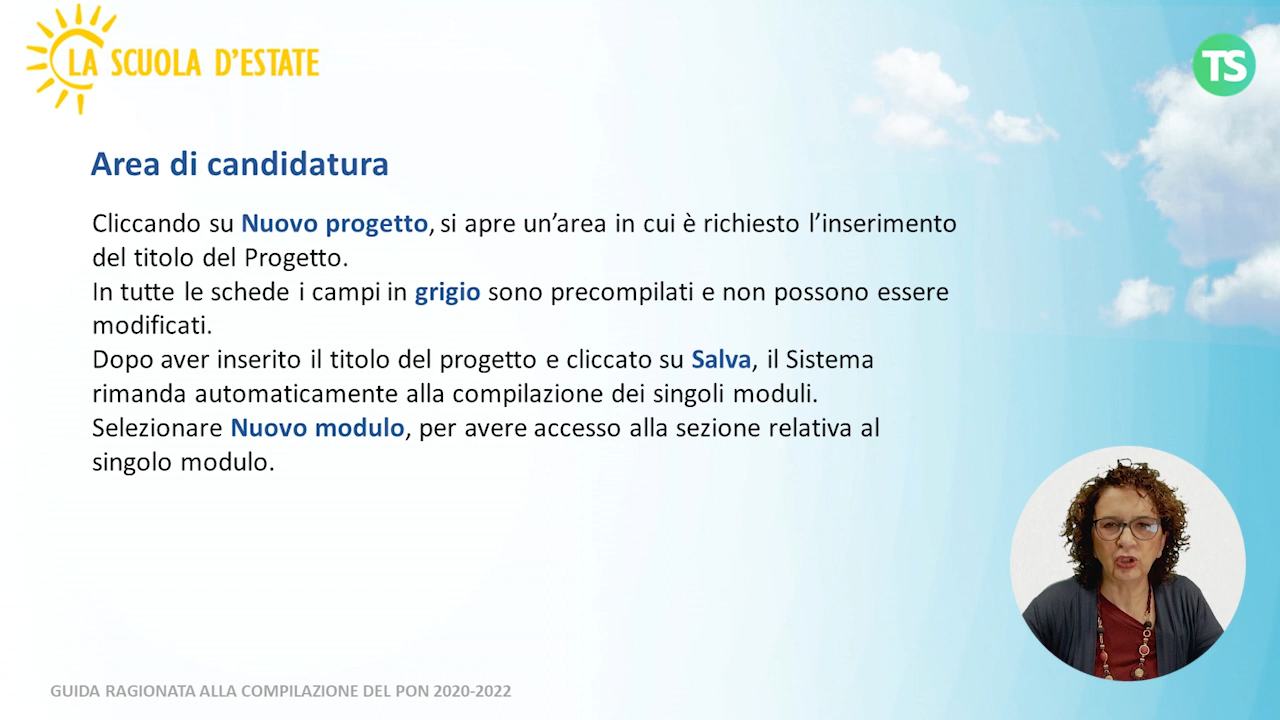 LA SCUOLA D'ESTATE
TS
Area di candidatura
Cliccando su Nuovo progetto, si apre un’area in cui è richiesto l’inserimento
del titolo del Progetto.
In tutte le schede i campi in grigio sono precompilati e non possono essere
modificati.
Dopo aver inserito il titolo del progetto e cliccato su Salva, il Sistema
rimanda automaticamente alla compilazione dei singoli moduli.
Selezionare Nuovo modulo, per avere accesso alla sezione relativa al
singolo modulo.
GUIDA RAGIONATA ALLA COMPILAZIONE DEL PON 2020-2022